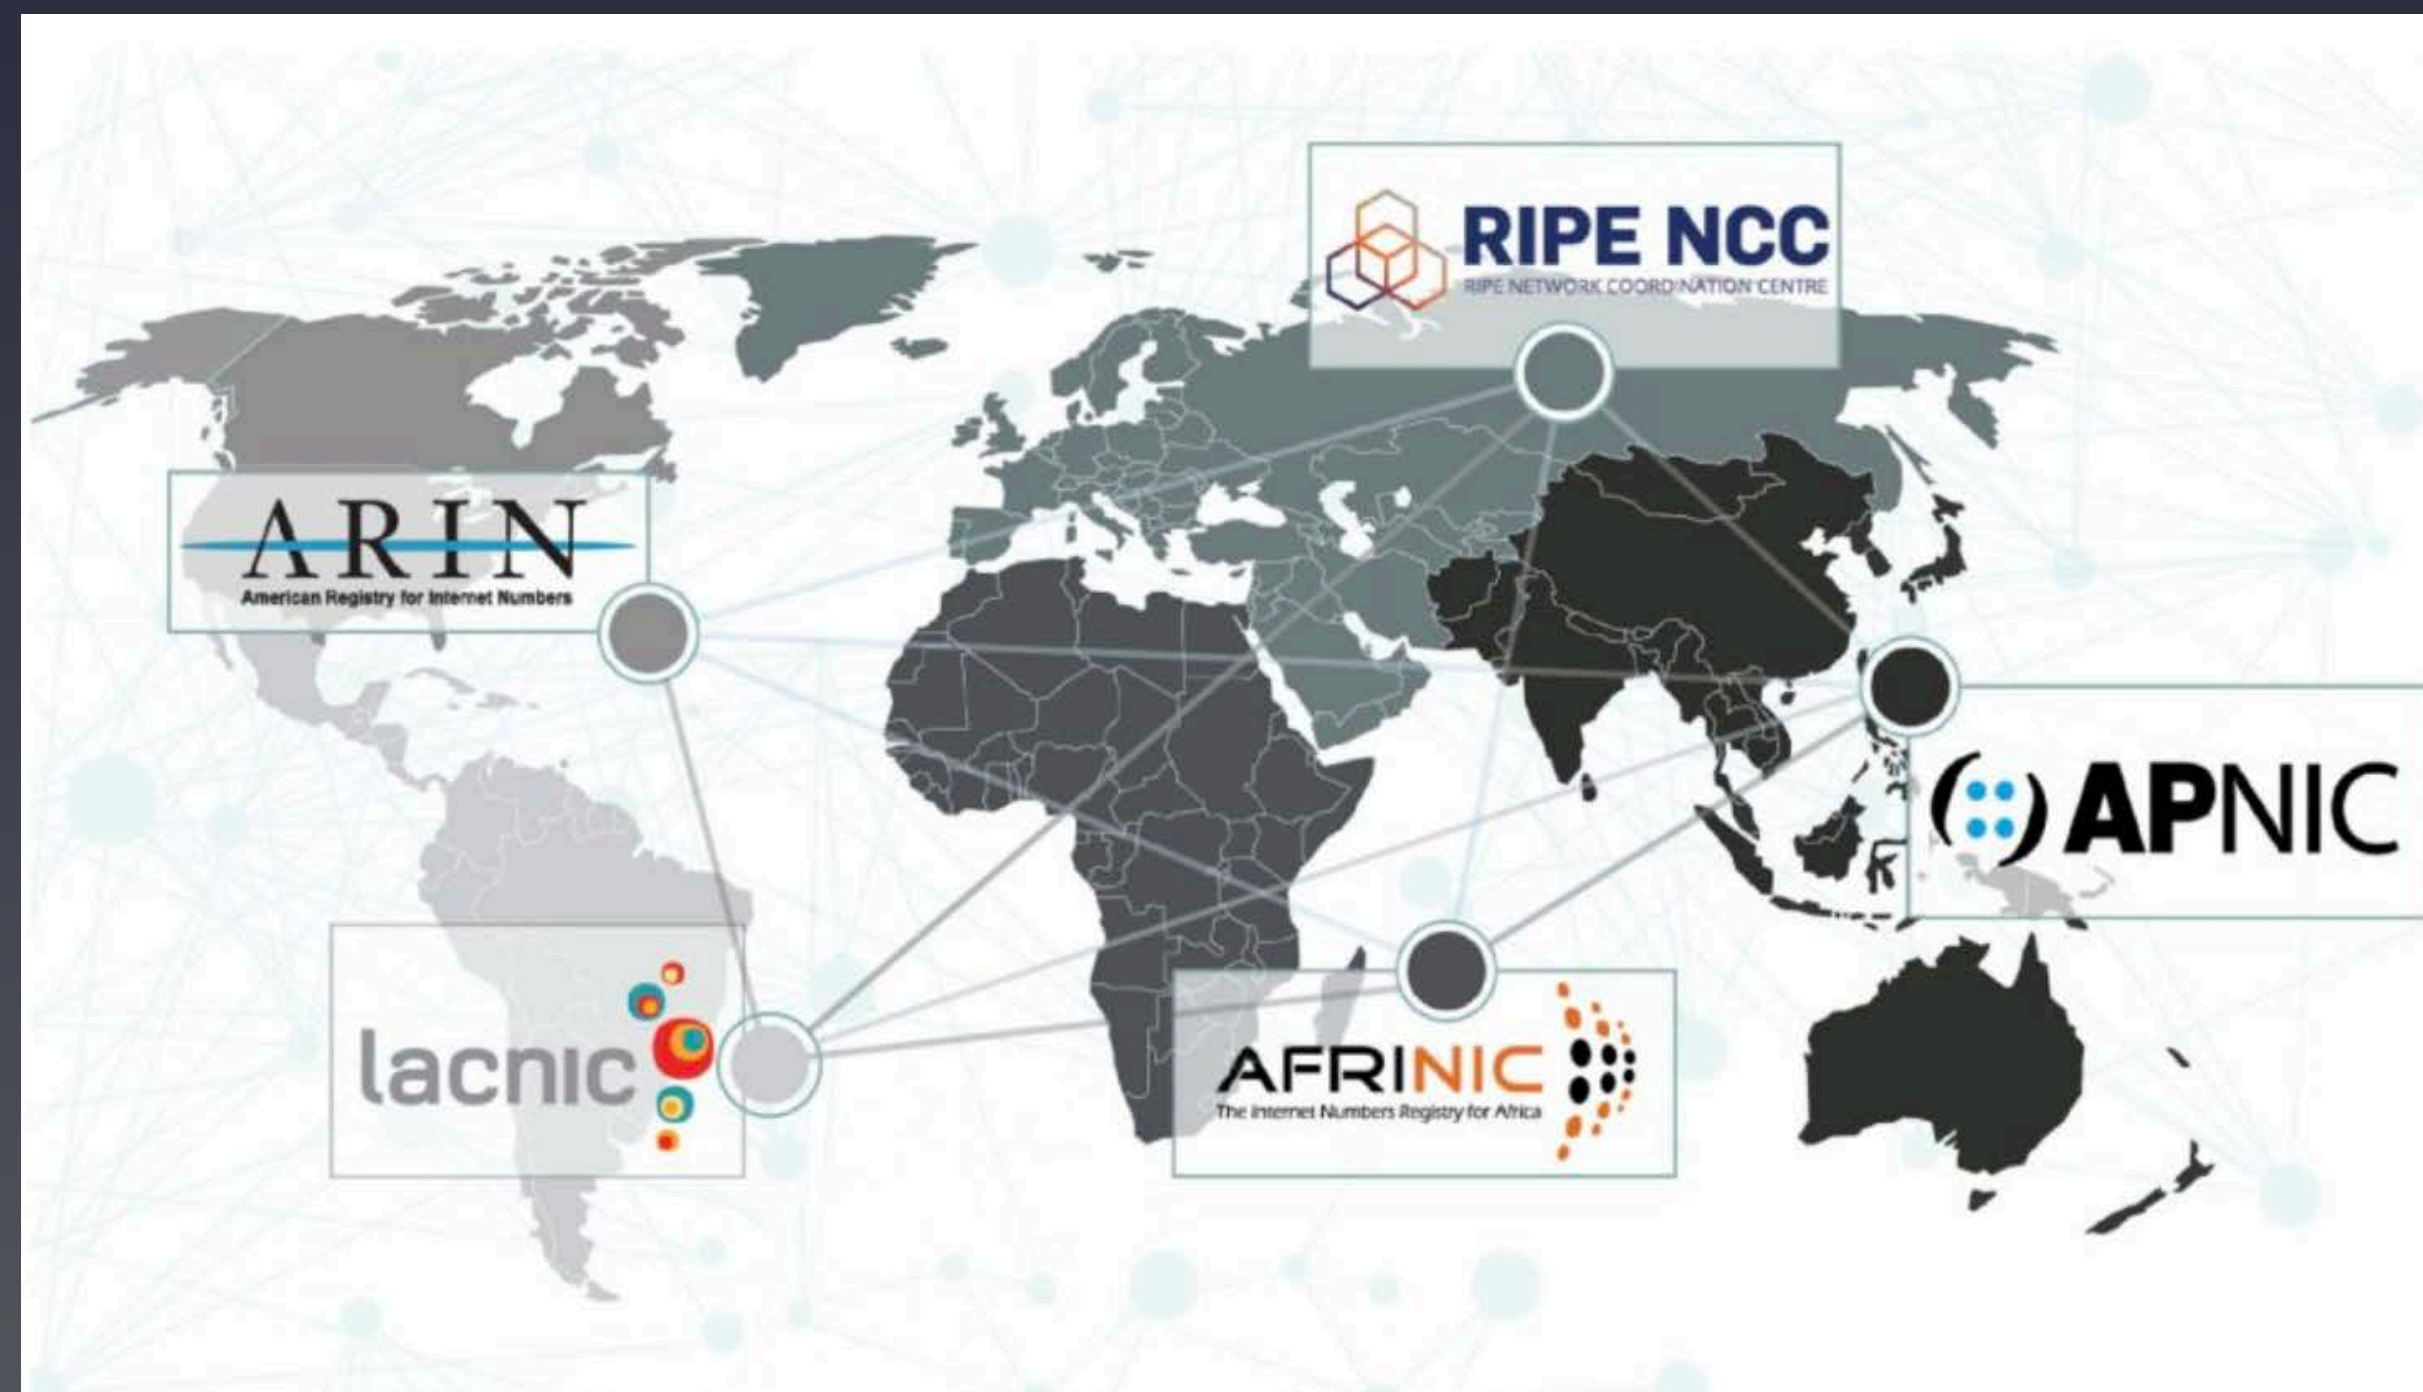 RIPE NCC
RIPE NETWORK COORDINATION CENTRE
ARIN
American Registry for Internet Numbers
APNIC
lacnic
AFRINIC
The Internet Numbers Registry for Africa